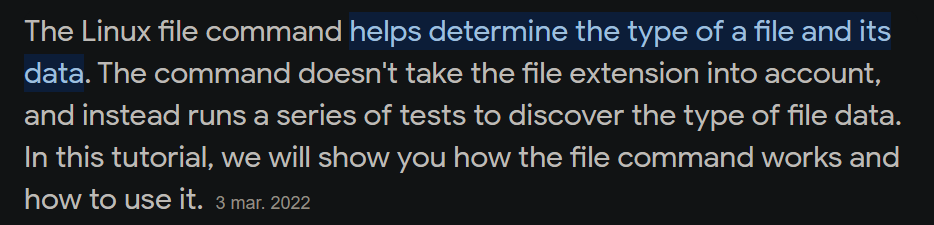 The Linux file command helps determine the type of a file and its
data. The command doesn't take the file extension into account,
and instead runs a series of tests to discover the type of file data.
In this tutorial, we will show you how the file command works and
how to use it. 3 mar. 2022